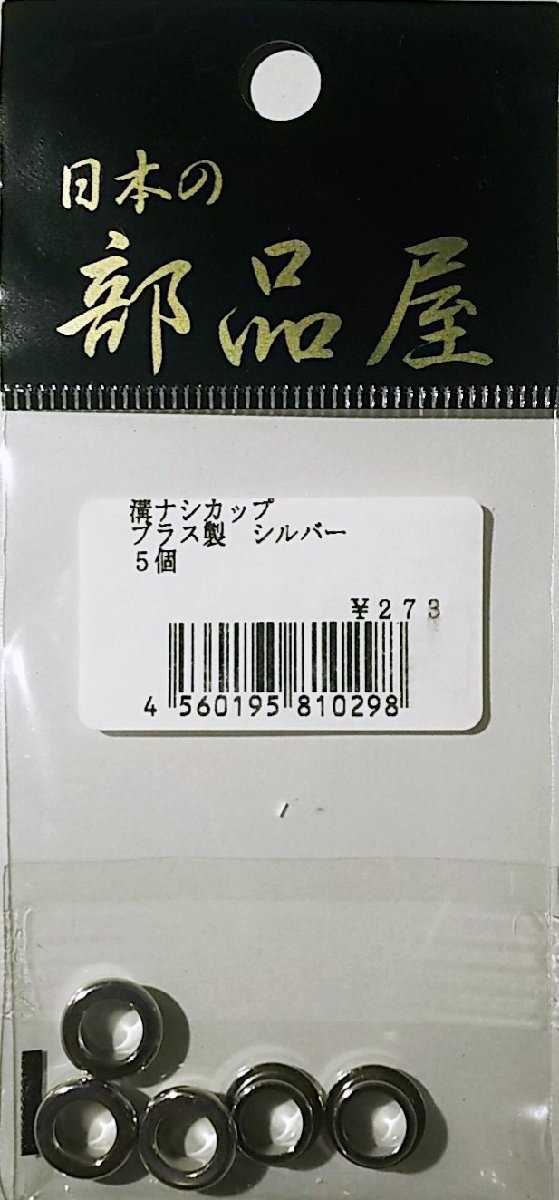 日本の
部品屋
溝ナシカップ
ブラス製 シルバー
5個
¥273
4 560195 810298